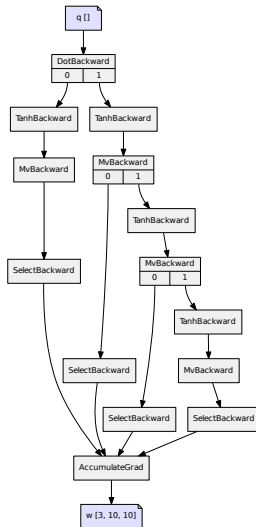 q []
DotBackward
0 1
TanhBackward TanhBackward
MvBackward MvBackward
0 1
TanhBackward
SelectBackward MvBackward
0 1
TanhBackward
SelectBackward MvBackward
SelectBackward SelectBackward
AccumulateGrad
w [3, 10, 10]